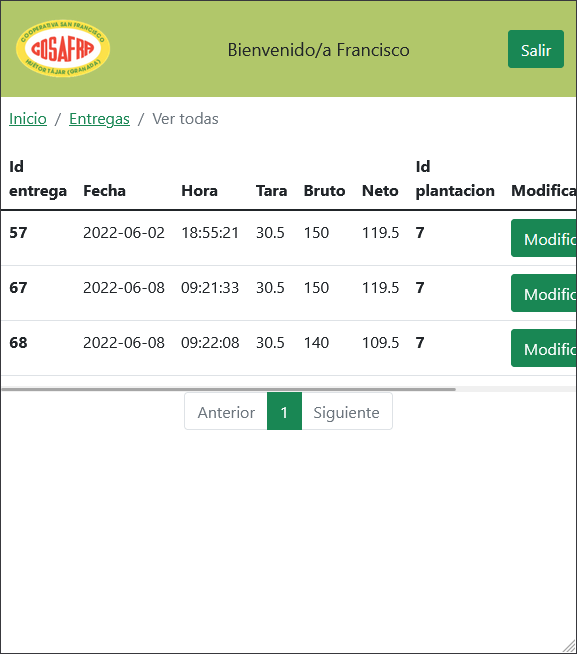 COOPERATIVA SAN FRANCISCO
COSAFRA
HUÉTOR TÁJAR (GRANADA)
Bienvenido/a Francisco
Salir
Inicio / Entregas / Ver todas
Id entrega Fecha Hora Tara Bruto Neto Id plantacion Modifica
57 2022-06-02 18:55:21 30.5 150 119.5 7 Modific
67 2022-06-08 09:21:33 30.5 150 119.5 7 Modific
68 2022-06-08 09:22:08 30.5 140 109.5 7 Modific
Anterior 1 Siguiente